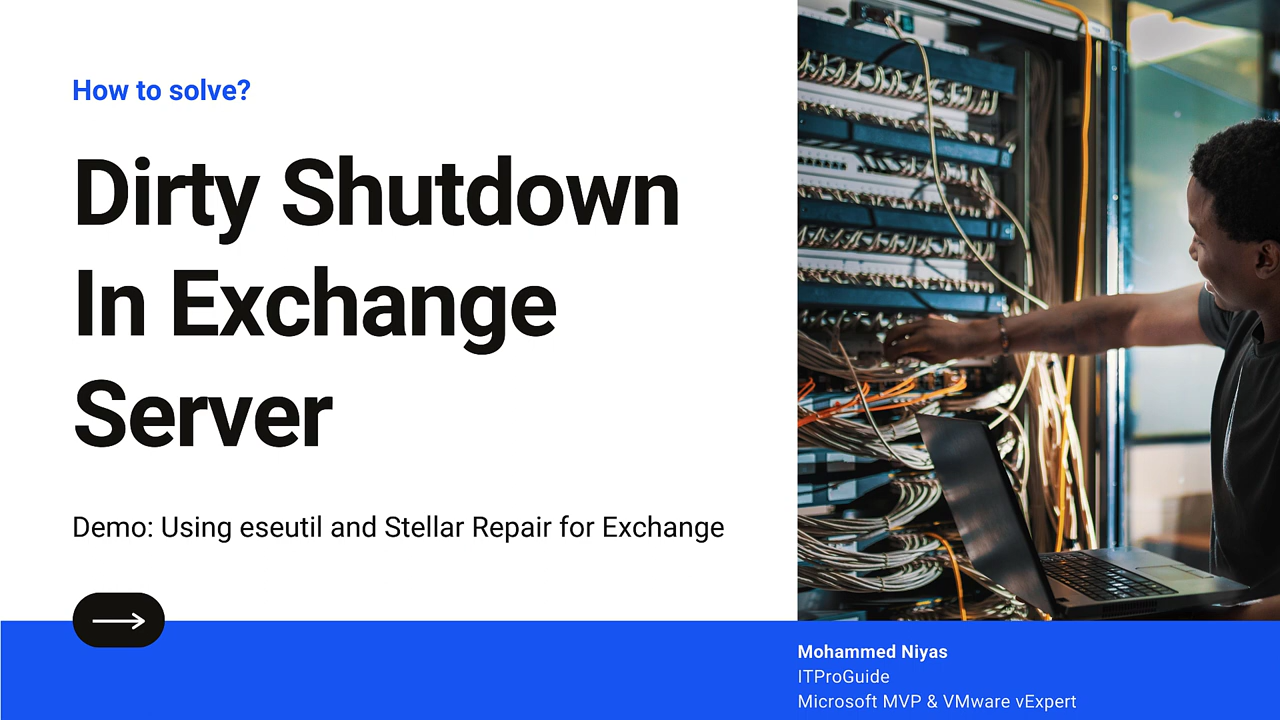 How to solve?
Dirty Shutdown
In Exchange
Server
Demo: Using eseutil and Stellar Repair for Exchange
Mohammed Niyas
ITProGuide
Microsoft MVP & VMware vExpert